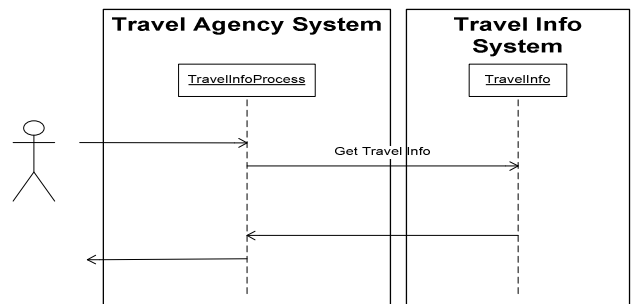 Travel Agency System
Travel Info
System
TravelInfoProcess
TravelInfo
Get Travel Info